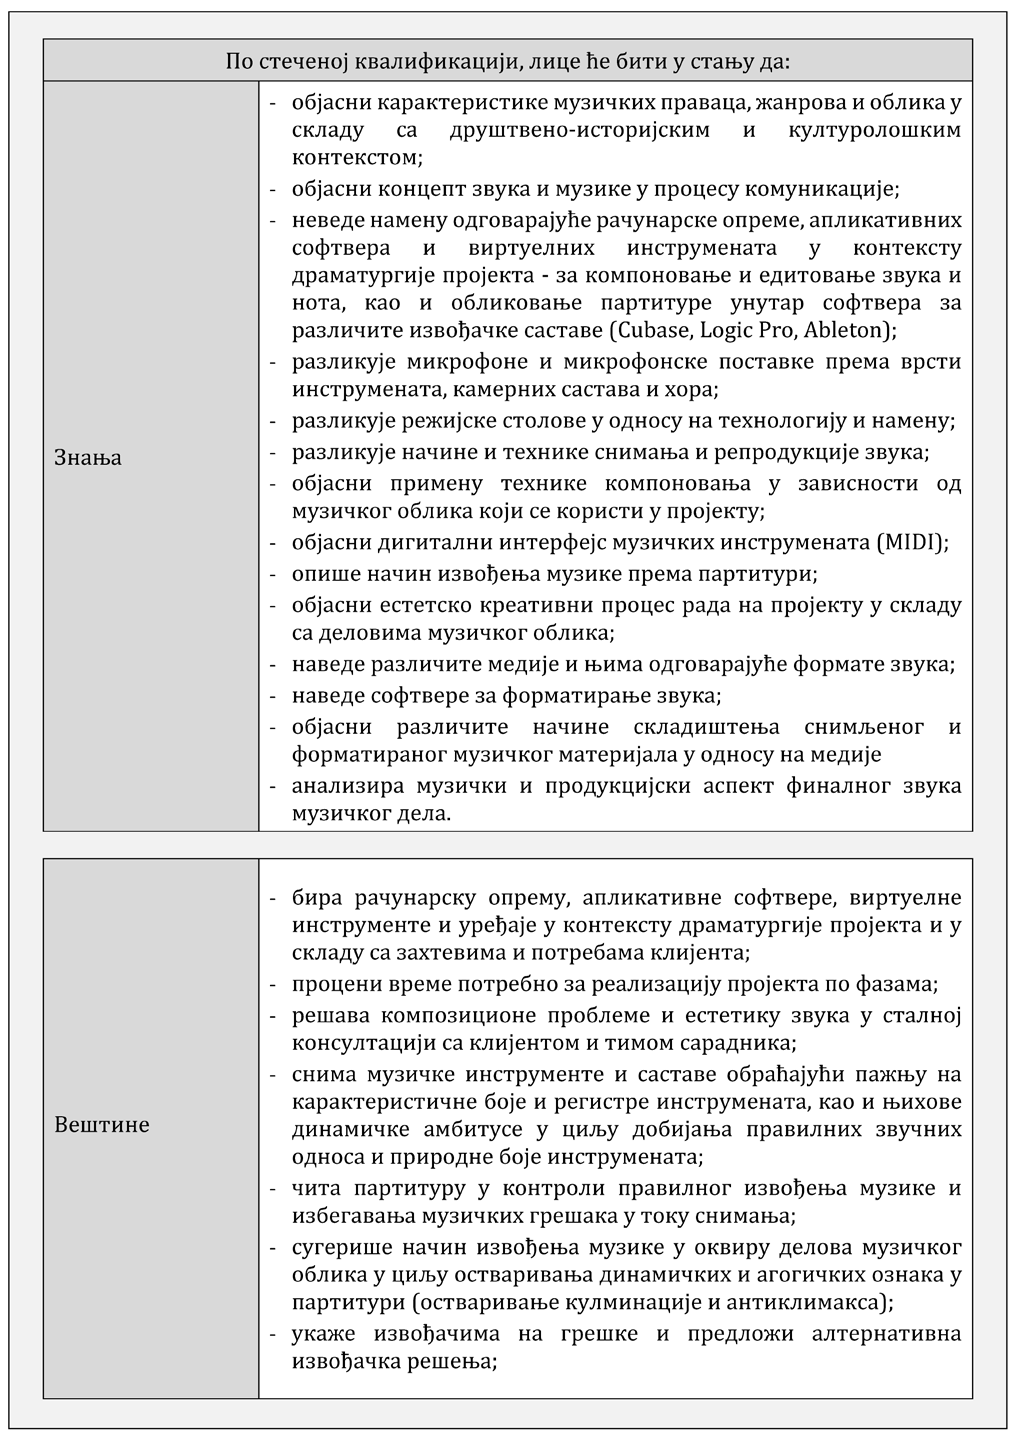 По стеченој квалификацији, лице ће бити у стању да:
Знања
- објасни карактеристике музичких праваца, жанрова и облика у
складу са друштвено-историјским и културолошким
контекстом;
- објасни концепт звука и музике у процесу комуникације;
- неведе намену одговарајуће рачунарске опреме, апликативних
софтвера и виртуелних инструмената у контексту
драматургије пројекта - за компоновање и едитовање звука и
нота, као и обликовање партитуре унутар софтвера за
различите извођачке саставе (Cubase, Logic Pro, Ableton);
- разликује микрофоне и микрофонске поставке према врсти
инструмената, камерних састава и хора;
- разликује режијске столове у односу на технологију и намену;
- разликује начине и технике снимања и репродукције звука;
- објасни примену технике компоновања у зависности од
музичког облика који се користи у пројекту;
- објасни дигитални интерфејс музичких инструмената (MIDI);
- опише начин извођења музике према партитури;
- објасни естетско креативни процес рада на пројекту у складу
са деловима музичког облика;
- наведе различите медије и њима одговарајуће формате звука;
- наведе софтвере за форматирање звука;
- објасни различите начине складиштења снимљеног и
форматираног музичког материјала у односу на медије
- анализира музички и продукцијски аспект финалног звука
музичког дела.
Вештине
- бира рачунарску опрему, апликативне софтвере, виртуелне
инструменте и уређаје у контексту драматургије пројекта и у
складу са захтевима и потребама клијента;
- процени време потребно за реализацију пројекта по фазама;
- решава композиционе проблеме и естетику звука у сталној
консултацији са клијентом и тимом сарадника;
- снима музичке инструменте и саставе обраћајући пажњу на
карактеристичне боје и регистре инструмената, као и њихове
динамичке амбитусе у циљу добијања правилних звучних
односа и природне боје инструмената;
- чита партитуру у контроли правилног извођења музике и
избегавања музичких грешака у току снимања;
- сугерише начин извођења музике у оквиру делова музичког
облика у циљу остваривања динамичких и агогичких ознака у
партитури (остваривање кулминације и антиклимакса);
- укаже извођачима на грешке и предложи алтернативна
извођачка решења;